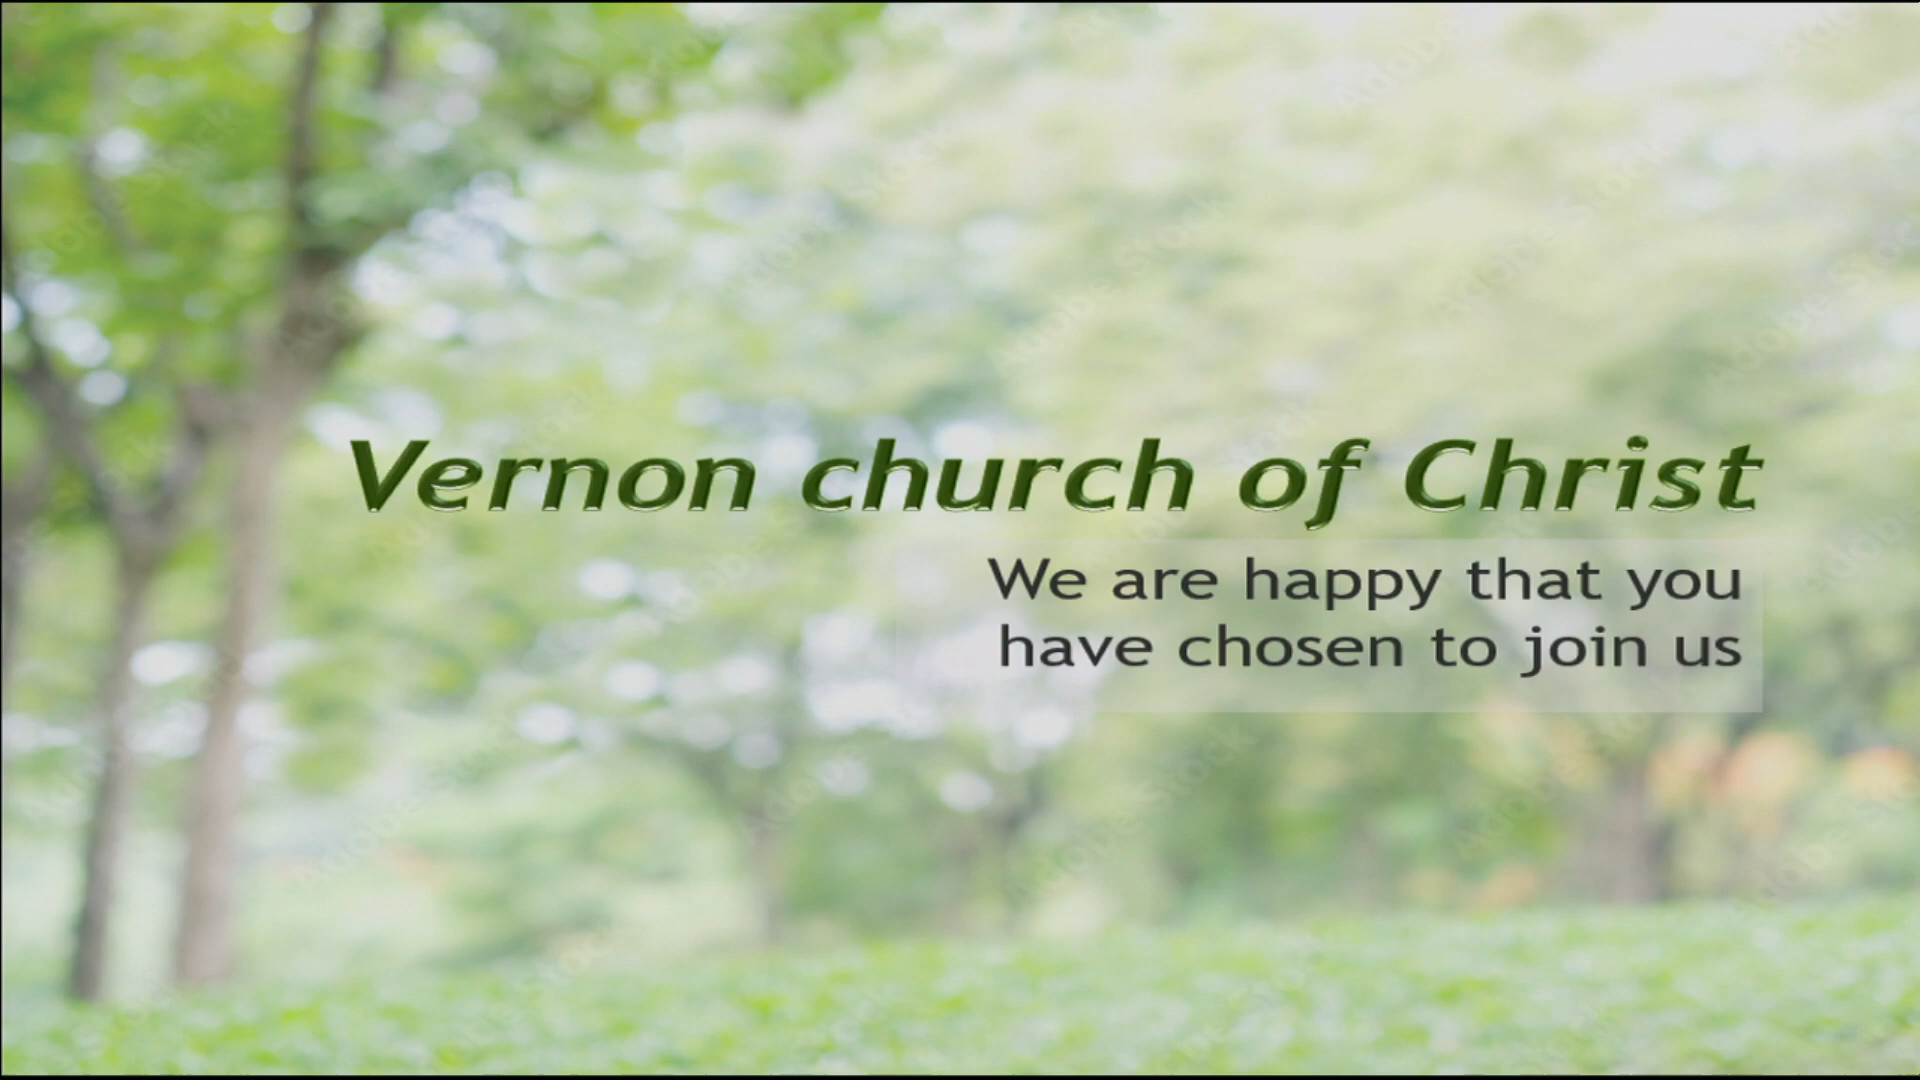 Vernon church of Christ
We are happy that you
have chosen to join us